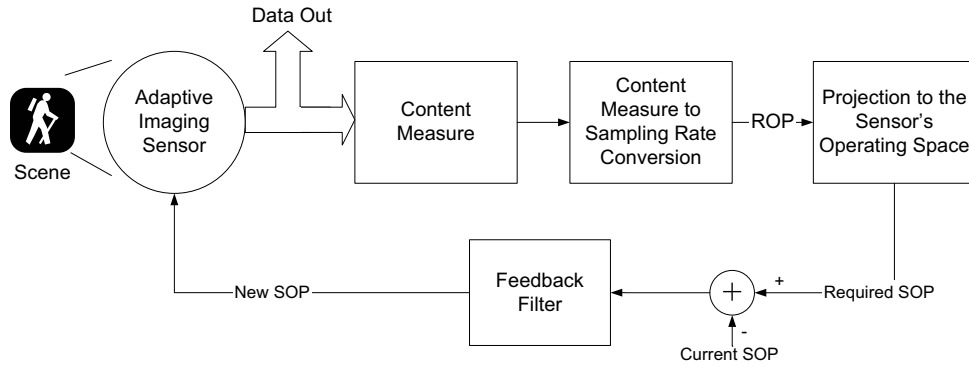 Data Out
Scene
Adaptive
Imaging
Sensor
Content
Measure
Content
Measure to
Sampling Rate
Conversion
ROP
Projection to the
Sensor's
Operating Space
New SOP
Feedback
Filter
+
+
Required SOP
-
Current SOP